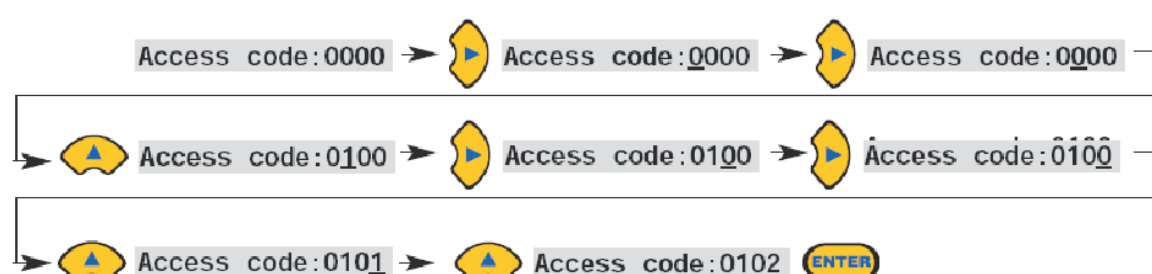 Access code:0000 Access code:0000 Access code:0000
Access code:0100 Access code:0100 Access code:0100
Access code:0101 Access code:0102 ENTER